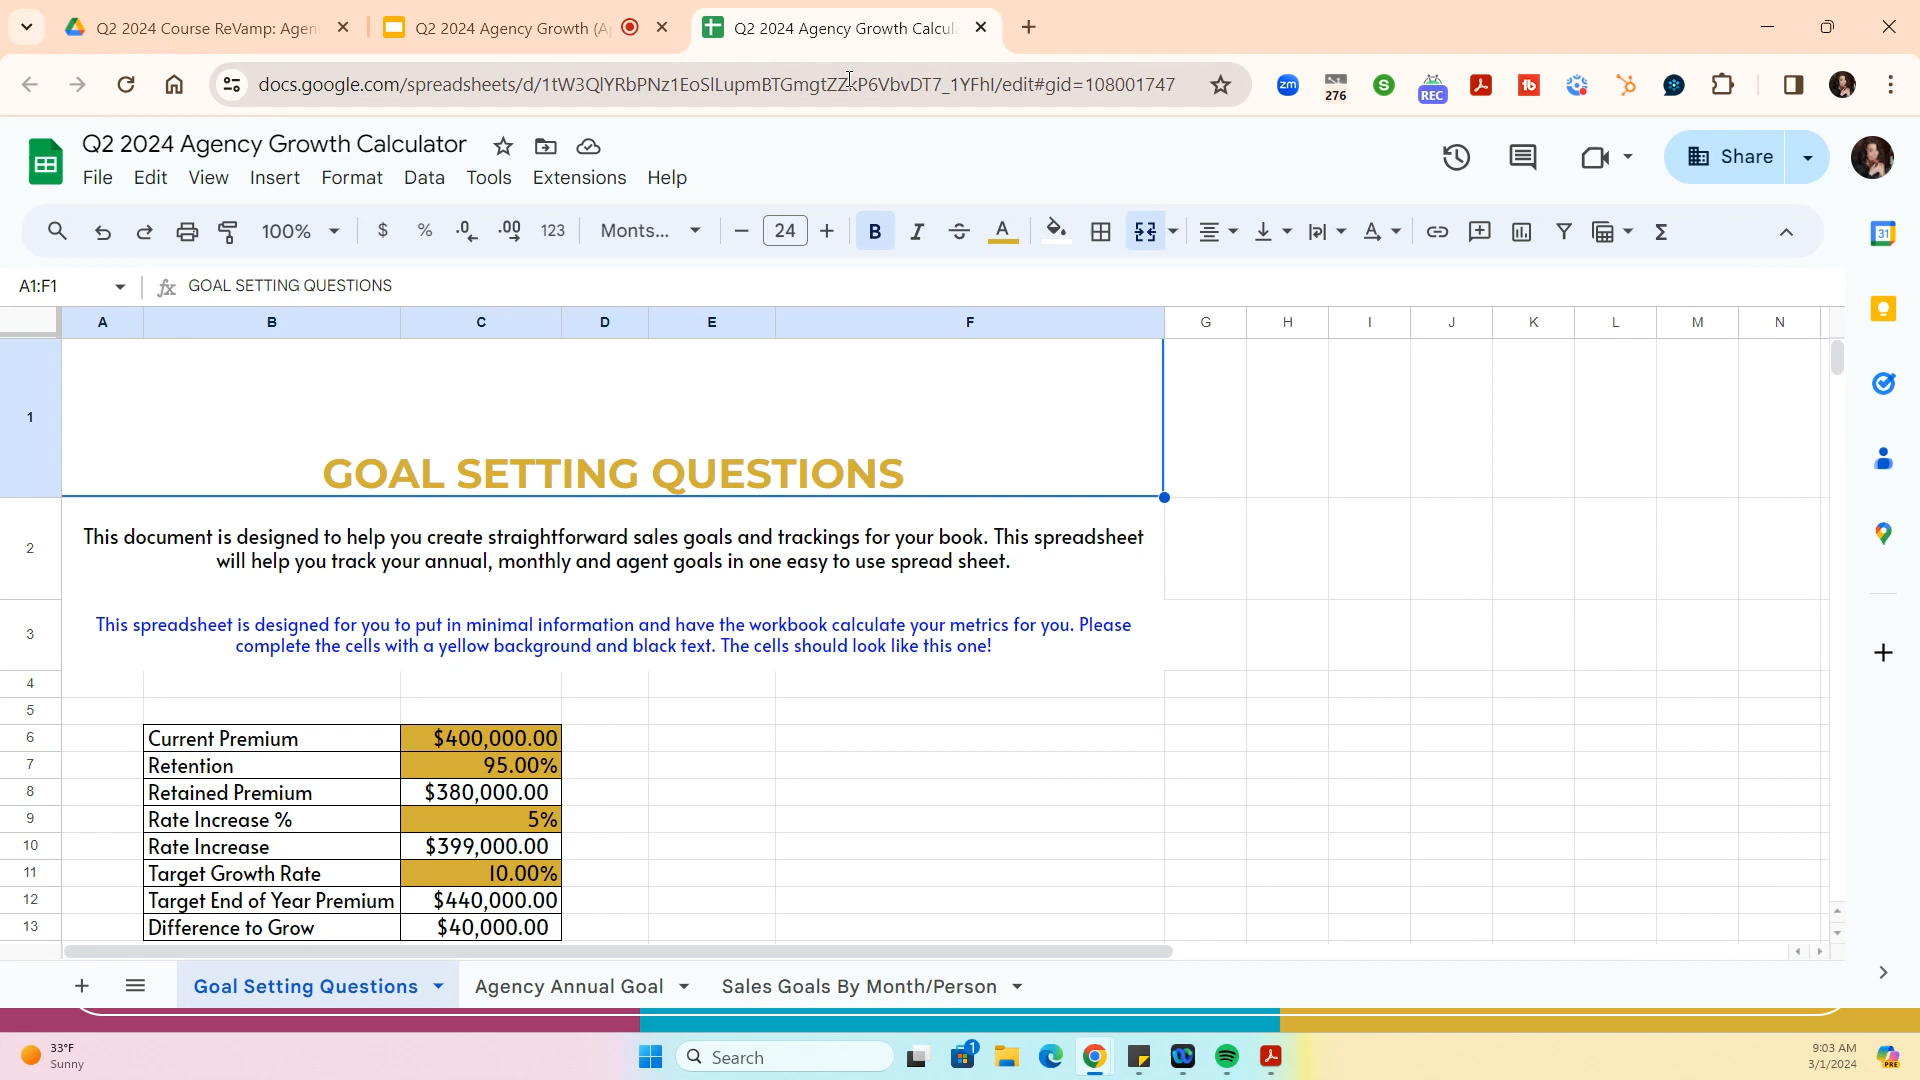 Q2 2024 Course ReVamp: Agen
Q2 2024 Agency Growth (A
Q2 2024 Agency Growth Calcul
docs.google.com/spreadsheets/d/1tW3QlYRbPNz1EoSlLupmBTGmgtZZkP6VbvDT7_1YFhI/edit#gid=108001747
zm
276
REC
Q2 2024 Agency Growth Calculator
File Edit View Insert Format Data Tools Extensions Help
Share
100% $ % .0 .00 123 Monts... 24 B I A
31
A1:F1 fx GOAL SETTING QUESTIONS
A B C D E F G H I J K L M N
1 GOAL SETTING QUESTIONS
2 This document is designed to help you create straightforward sales goals and trackings for your book. This spreadsheet
will help you track your annual, monthly and agent goals in one easy to use spread sheet.
3 This spreadsheet is designed for you to put in minimal information and have the workbook calculate your metrics for you. Please
complete the cells with a yellow background and black text. The cells should look like this one!
4
5
6 Current Premium $400,000.00
7 Retention 95.00%
8 Retained Premium $380,000.00
9 Rate Increase % 5%
10 Rate Increase $399,000.00
11 Target Growth Rate 10.00%
12 Target End of Year Premium $440,000.00
13 Difference to Grow $40,000.00
Goal Setting Questions Agency Annual Goal Sales Goals By Month/Person
33°F
Sunny
Search
1
9:03 AM
3/1/2024
PRE